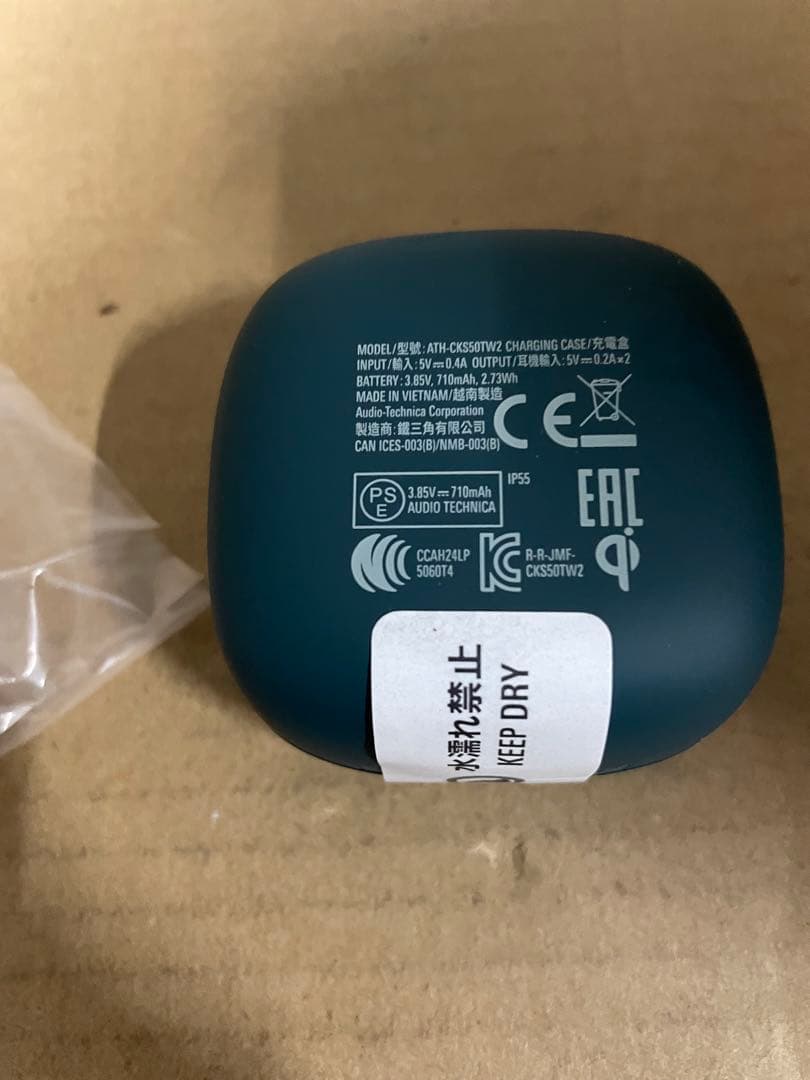 MODEL/型號: ATH-CKS50TW2 CHARGING CASE/充電盒
INPUT/輸入: 5V⎓0.4A OUTPUT/耳機輸入: 5V⎓0.2A×2
BATTERY: 3.85V, 710mAh, 2.73Wh
MADE IN VIETNAM/越南製造
Audio-Technica Corporation
製造商: 鐵三角有限公司
CAN ICES-003(B)/NMB-003(B)
CE
PS
E
3.85V⎓710mAh
AUDIO TECHNICA
IP55
EAC
CCAH24LP
5060T4
R-R-JMF-
CKS50TW2
水濡れ禁止
KEEP DRY